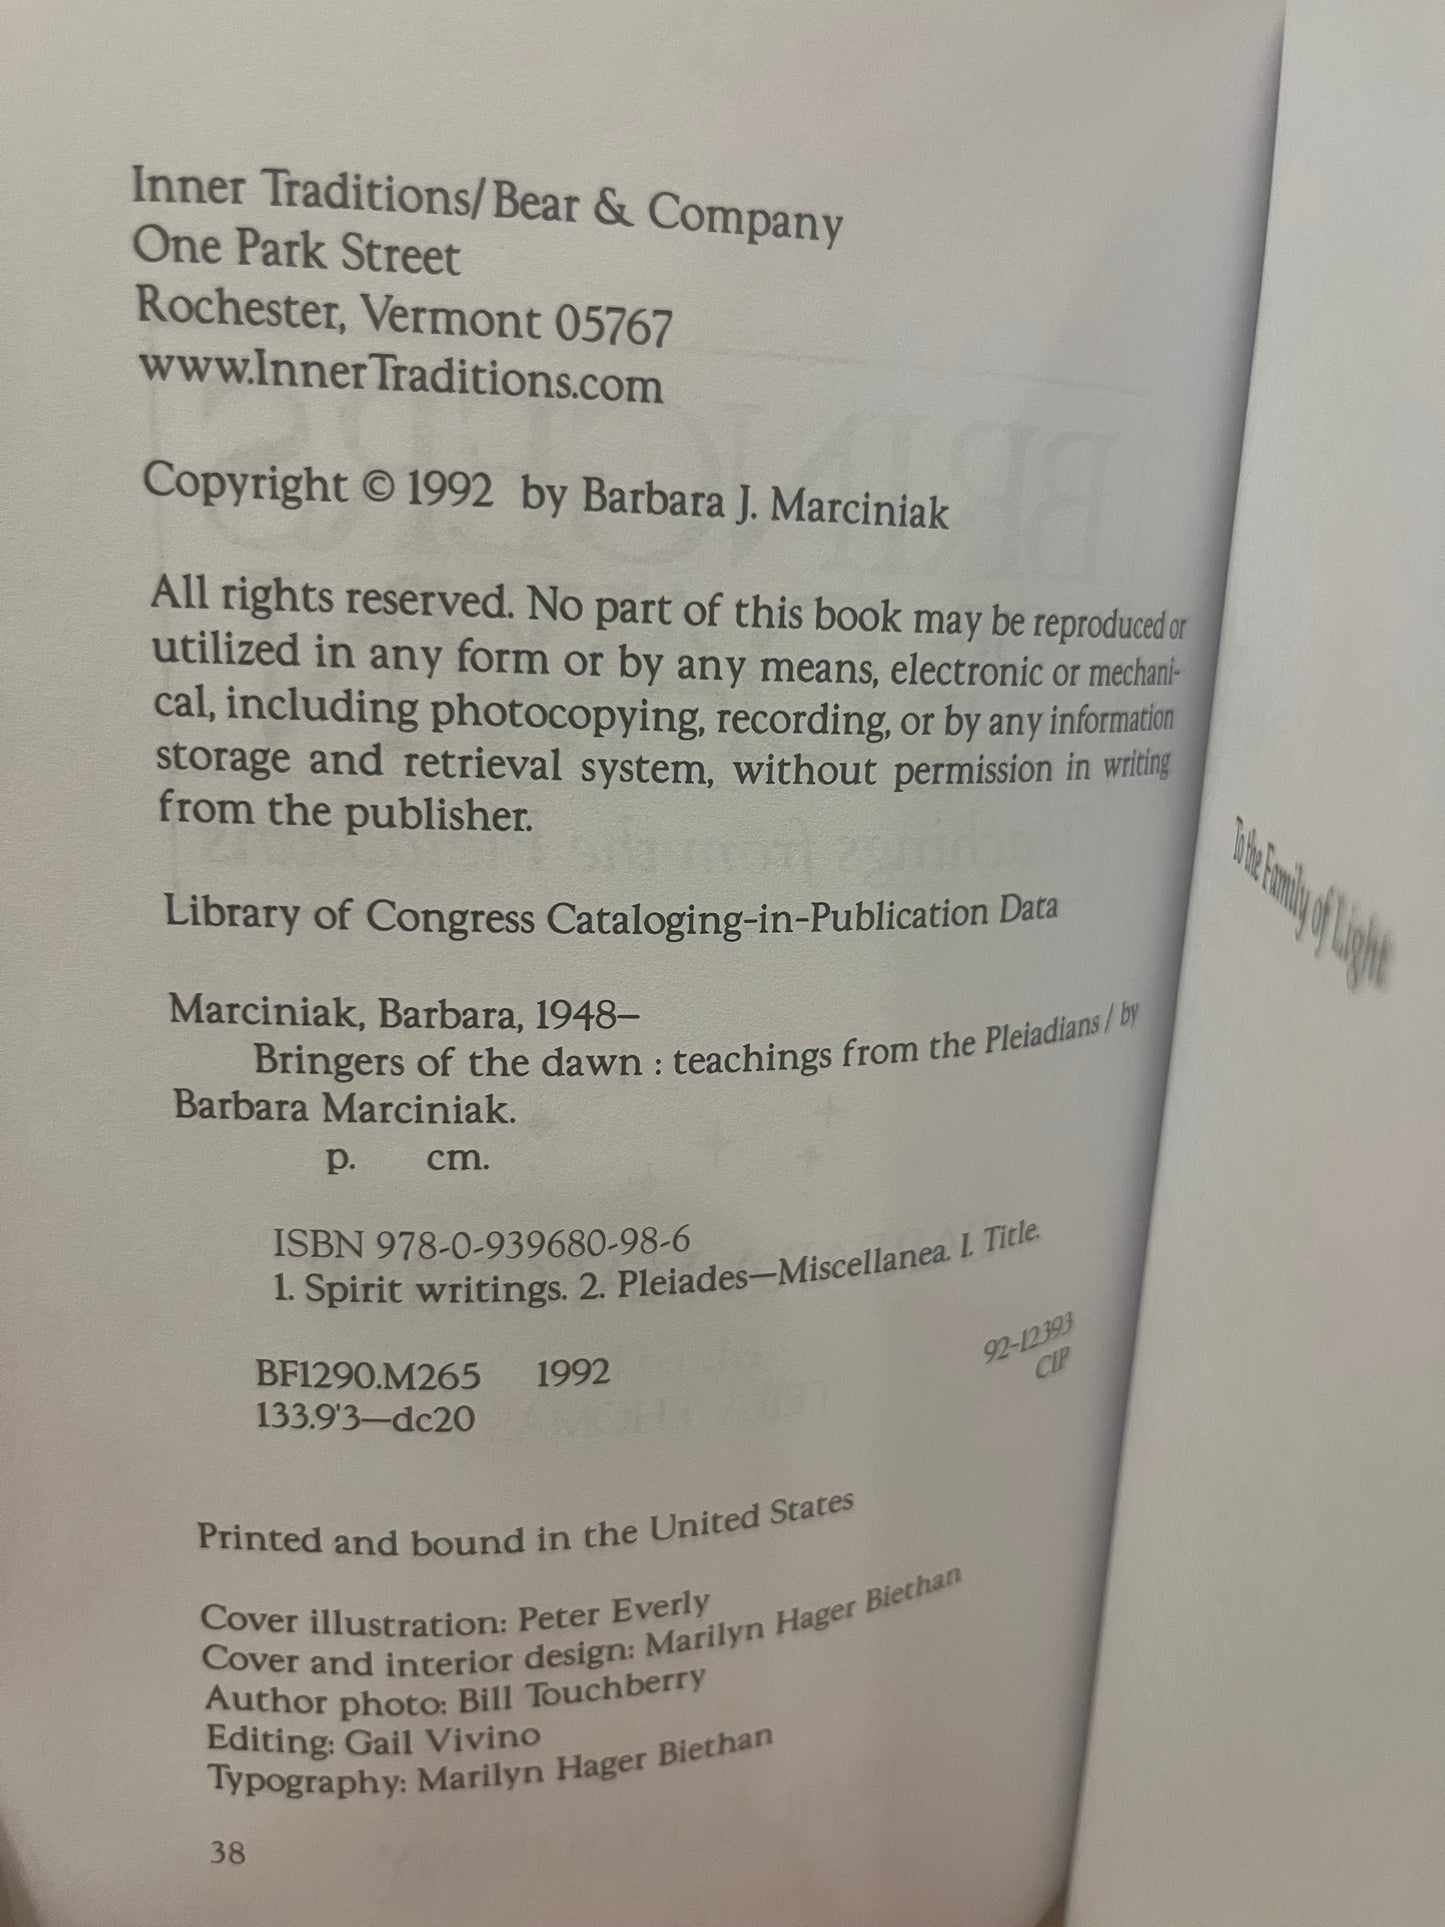 Inner Traditions/Bear & Company
One Park Street
Rochester, Vermont 05767
www.InnerTraditions.com
Copyright © 1992 by Barbara J. Marciniak
All rights reserved. No part of this book may be reproduced or
utilized in any form or by any means, electronic or mechani-
cal, including photocopying, recording, or by any information
storage and retrieval system, without permission in writing
from the publisher.
Library of Congress Cataloging-in-Publication Data
Marciniak, Barbara, 1948–
Bringers of the dawn : teachings from the Pleiadians / by
Barbara Marciniak.
p. cm.
ISBN 978-0-939680-98-6
1. Spirit writings. 2. Pleiades—Miscellanea. I. Title.
BF1290.M265 1992 92-12393
133.9'3—dc20 CIP
Printed and bound in the United States
Cover illustration: Peter Everly
Cover and interior design: Marilyn Hager Biethan
Author photo: Bill Touchberry
Editing: Gail Vivino
Typography: Marilyn Hager Biethan
38
To the Family of Light